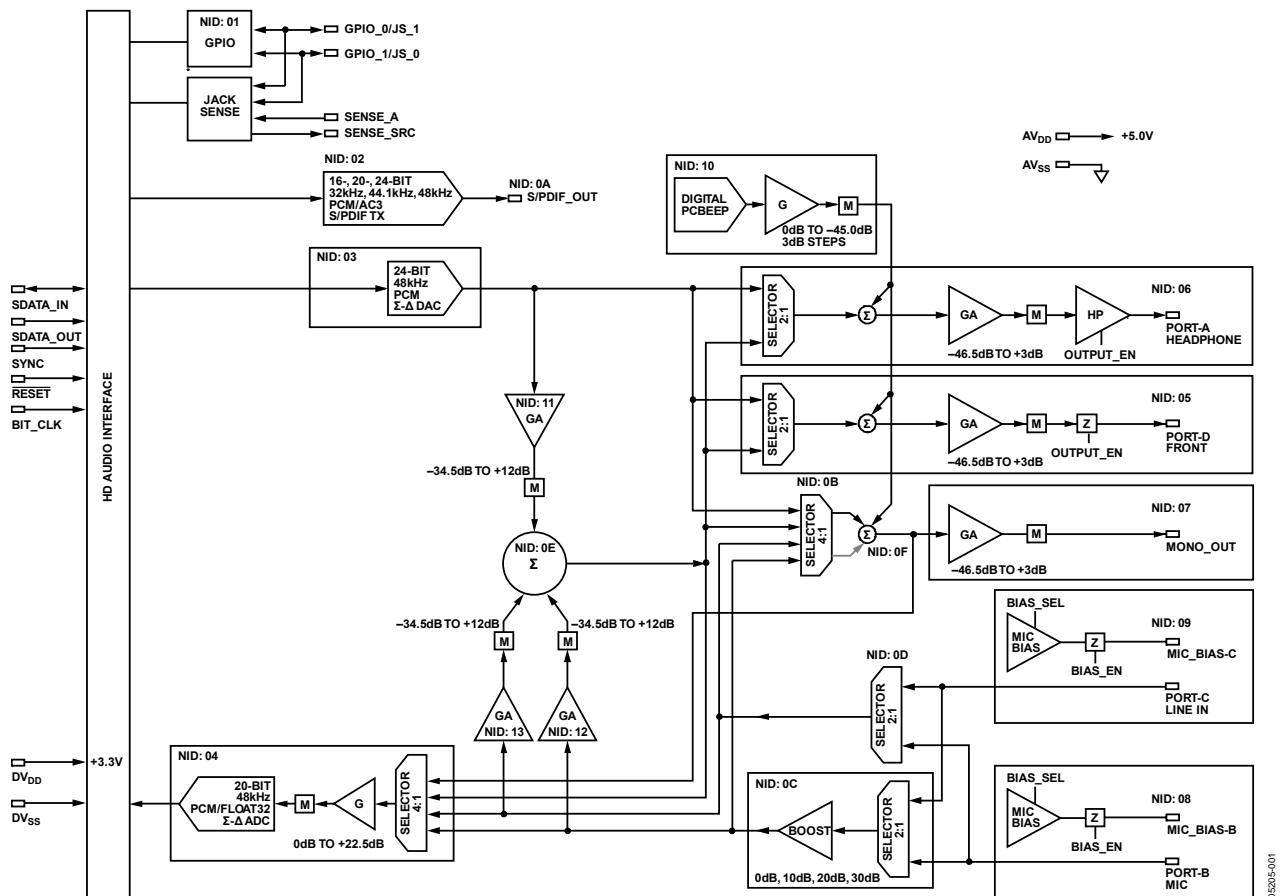 NID: 01
GPIO
GPIO_0/JS_1
GPIO_1/JS_0
JACK
SENSE
SENSE_A
SENSE_SRC
AVDD
+5.0V
AVSS
NID: 02
16-, 20-, 24-BIT
32kHz, 44.1kHz, 48kHz
PCM/AC3
S/PDIF TX
NID: 0A
S/PDIF_OUT
NID: 10
DIGITAL
PCBEEP
G
M
0dB TO –45.0dB
3dB STEPS
NID: 03
24-BIT
48kHz
PCM
Σ-Δ DAC
SDATA_IN
SDATA_OUT
SYNC
RESET
BIT_CLK
HD AUDIO INTERFACE
SELECTOR
2:1
Σ
GA
M
HP
NID: 06
PORT-A
HEADPHONE
–46.5dB TO +3dB
OUTPUT_EN
SELECTOR
2:1
Σ
GA
M
Z
NID: 05
PORT-D
FRONT
–46.5dB TO +3dB
OUTPUT_EN
NID: 11
GA
–34.5dB TO +12dB
M
NID: 0B
SELECTOR
4:1
Σ
NID: 0F
GA
M
NID: 07
MONO_OUT
–46.5dB TO +3dB
NID: 0E
Σ
–34.5dB TO +12dB
–34.5dB TO +12dB
M
M
GA
NID: 13
GA
NID: 12
BIAS_SEL
MIC
BIAS
Z
BIAS_EN
NID: 09
MIC_BIAS-C
PORT-C
LINE IN
NID: 0D
SELECTOR
2:1
DVDD
DVSS
+3.3V
NID: 04
20-BIT
48kHz
PCM/FLOAT32
Σ-Δ ADC
M
G
SELECTOR
4:1
0dB TO +22.5dB
NID: 0C
BOOST
SELECTOR
2:1
0dB, 10dB, 20dB, 30dB
BIAS_SEL
MIC
BIAS
Z
BIAS_EN
NID: 08
MIC_BIAS-B
PORT-B
MIC
05205-001